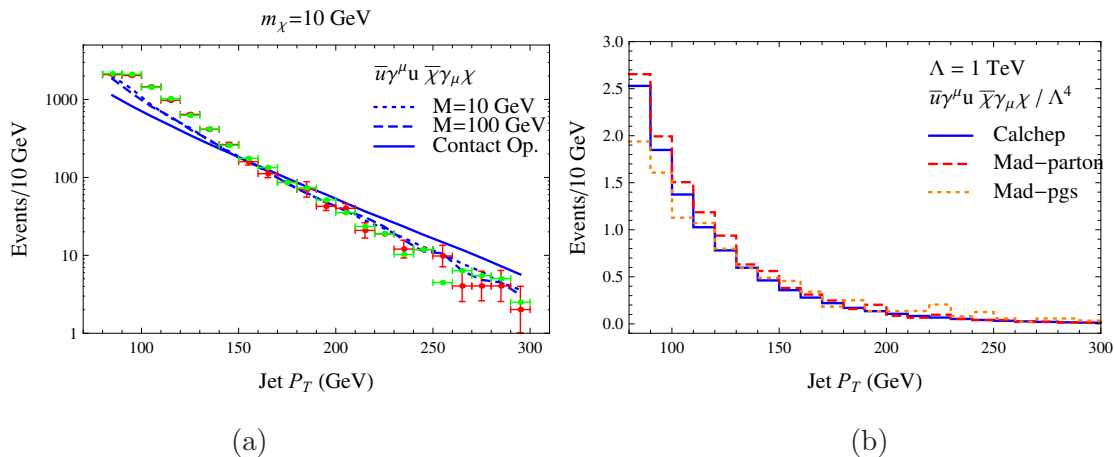 m_χ=10 GeV
Events/10 GeV
1000
100
10
1
u̅γ^μu χ̅γ_μχ
M=10 GeV
M=100 GeV
Contact Op.
100
150
200
250
300
Jet P_T (GeV)
(a)
Events/10 GeV
3.0
2.5
2.0
1.5
1.0
0.5
0.0
Λ = 1 TeV
u̅γ^μu χ̅γ_μχ / Λ^4
Calchep
Mad−parton
Mad−pgs
100
150
200
250
300
Jet P_T (GeV)
(b)